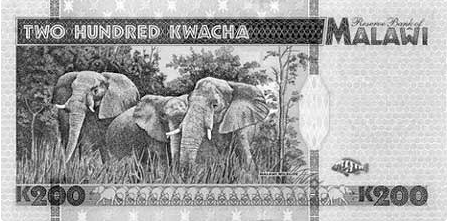 TWO HUNDRED KWACHA
Reserve Bank of
MALAWI
K200
K200